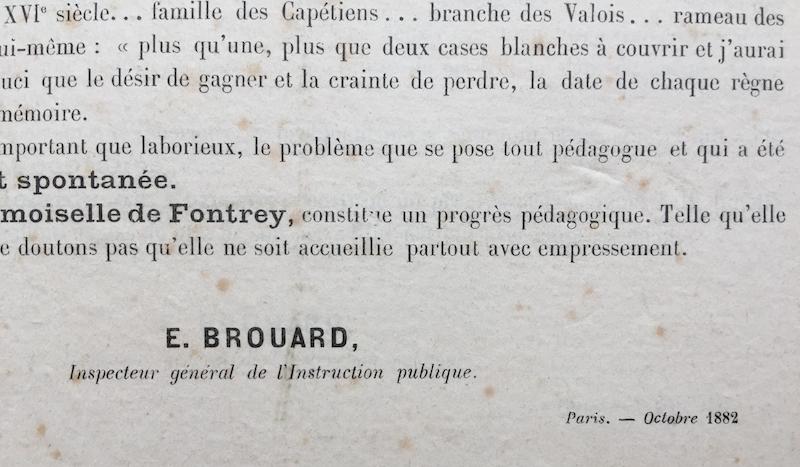 XVIe siècle... famille des Capétiens... branche des Valois... rameau des
ui-même : « plus qu'une, plus que deux cases blanches à couvrir et j'aurai
uci que le désir de gagner et la crainte de perdre, la date de chaque règne
mémoire.
mportant que laborieux, le problème que se pose tout pédagogue et qui a été
t spontanée.
moiselle de Fontrey, constitue un progrès pédagogique. Telle qu'elle
e doutons pas qu'elle ne soit accueillie partout avec empressement.
E. BROUARD,
Inspecteur général de l'Instruction publique.
Paris. — Octobre 1882